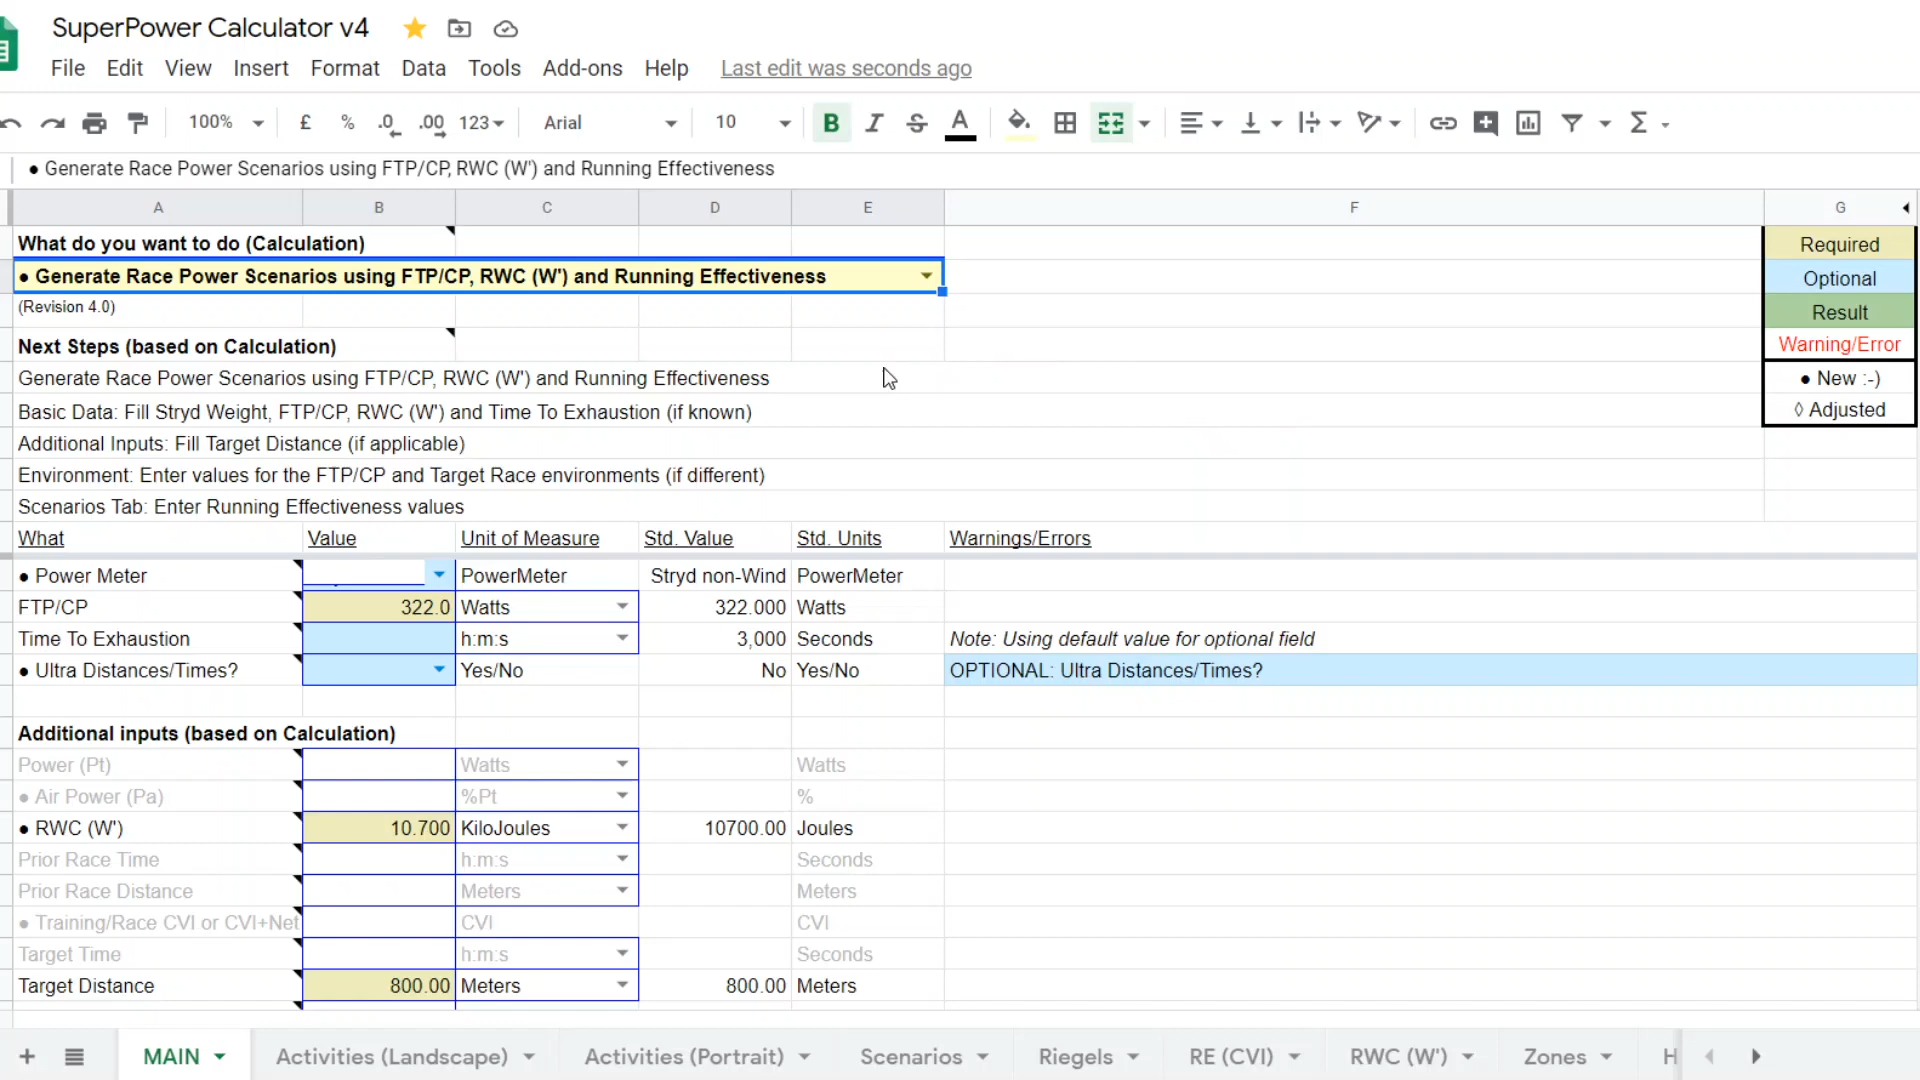 SuperPower Calculator v4
File Edit View Insert Format Data Tools Add-ons Help Last edit was seconds ago
100% £ % .0 .00 123 Arial 10 B I S A Σ
● Generate Race Power Scenarios using FTP/CP, RWC (W') and Running Effectiveness
A B C D E F G
What do you want to do (Calculation) Required
● Generate Race Power Scenarios using FTP/CP, RWC (W') and Running Effectiveness Optional
(Revision 4.0) Result
Next Steps (based on Calculation) Warning/Error
Generate Race Power Scenarios using FTP/CP, RWC (W') and Running Effectiveness ● New :-)
Basic Data: Fill Stryd Weight, FTP/CP, RWC (W') and Time To Exhaustion (if known) ◊ Adjusted
Additional Inputs: Fill Target Distance (if applicable)
Environment: Enter values for the FTP/CP and Target Race environments (if different)
Scenarios Tab: Enter Running Effectiveness values
What Value Unit of Measure Std. Value Std. Units Warnings/Errors
● Power Meter PowerMeter Stryd non-Wind PowerMeter
FTP/CP 322.0 Watts 322.000 Watts
Time To Exhaustion h:m:s 3,000 Seconds Note: Using default value for optional field
● Ultra Distances/Times? Yes/No No Yes/No OPTIONAL: Ultra Distances/Times?
Additional inputs (based on Calculation)
Power (Pt) Watts Watts
● Air Power (Pa) %Pt %
● RWC (W') 10.700 KiloJoules 10700.00 Joules
Prior Race Time h:m:s Seconds
Prior Race Distance Meters Meters
● Training/Race CVI or CVI+Net CVI CVI
Target Time h:m:s Seconds
Target Distance 800.00 Meters 800.00 Meters
MAIN Activities (Landscape) Activities (Portrait) Scenarios Riegels RE (CVI) RWC (W') Zones